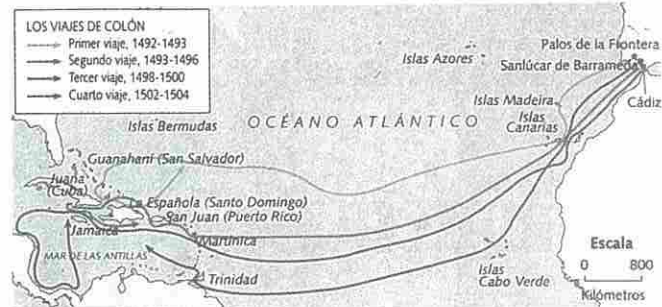 LOS VIAJES DE COLÓN
Primer viaje, 1492-1493
Segundo viaje, 1493-1496
Tercer viaje, 1498-1500
Cuarto viaje, 1502-1504
Islas Azores
Palos de la Frontera
Sanlúcar de Barrameda
Cádiz
Islas Madeira
Islas
Canarias
Islas Bermudas
OCÉANO ATLÁNTICO
Guanahaní (San Salvador)
Juana
(Cuba)
La Española (Santo Domingo)
San Juan (Puerto Rico)
Jamaica
Martinica
MAR DE LAS ANTILLAS
Trinidad
Islas
Cabo Verde
Escala
0 800
Kilómetros